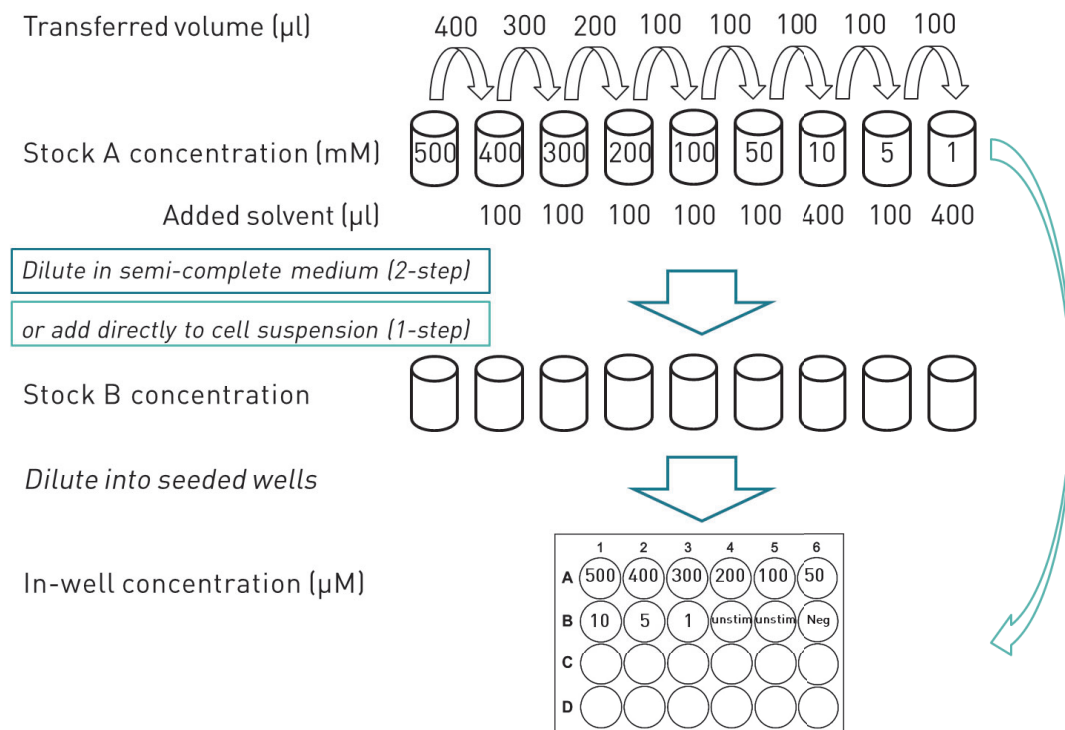 Transferred volume (µl)
400 300 200 100 100 100 100 100
Stock A concentration (mM)
500 400 300 200 100 50 10 5 1
Added solvent (µl)
100 100 100 100 100 400 100 400
Dilute in semi-complete medium (2-step)
or add directly to cell suspension (1-step)
Stock B concentration
Dilute into seeded wells
In-well concentration (µM)
1 2 3 4 5 6
A 500 400 300 200 100 50
B 10 5 1 unstim unstim Neg
C
D